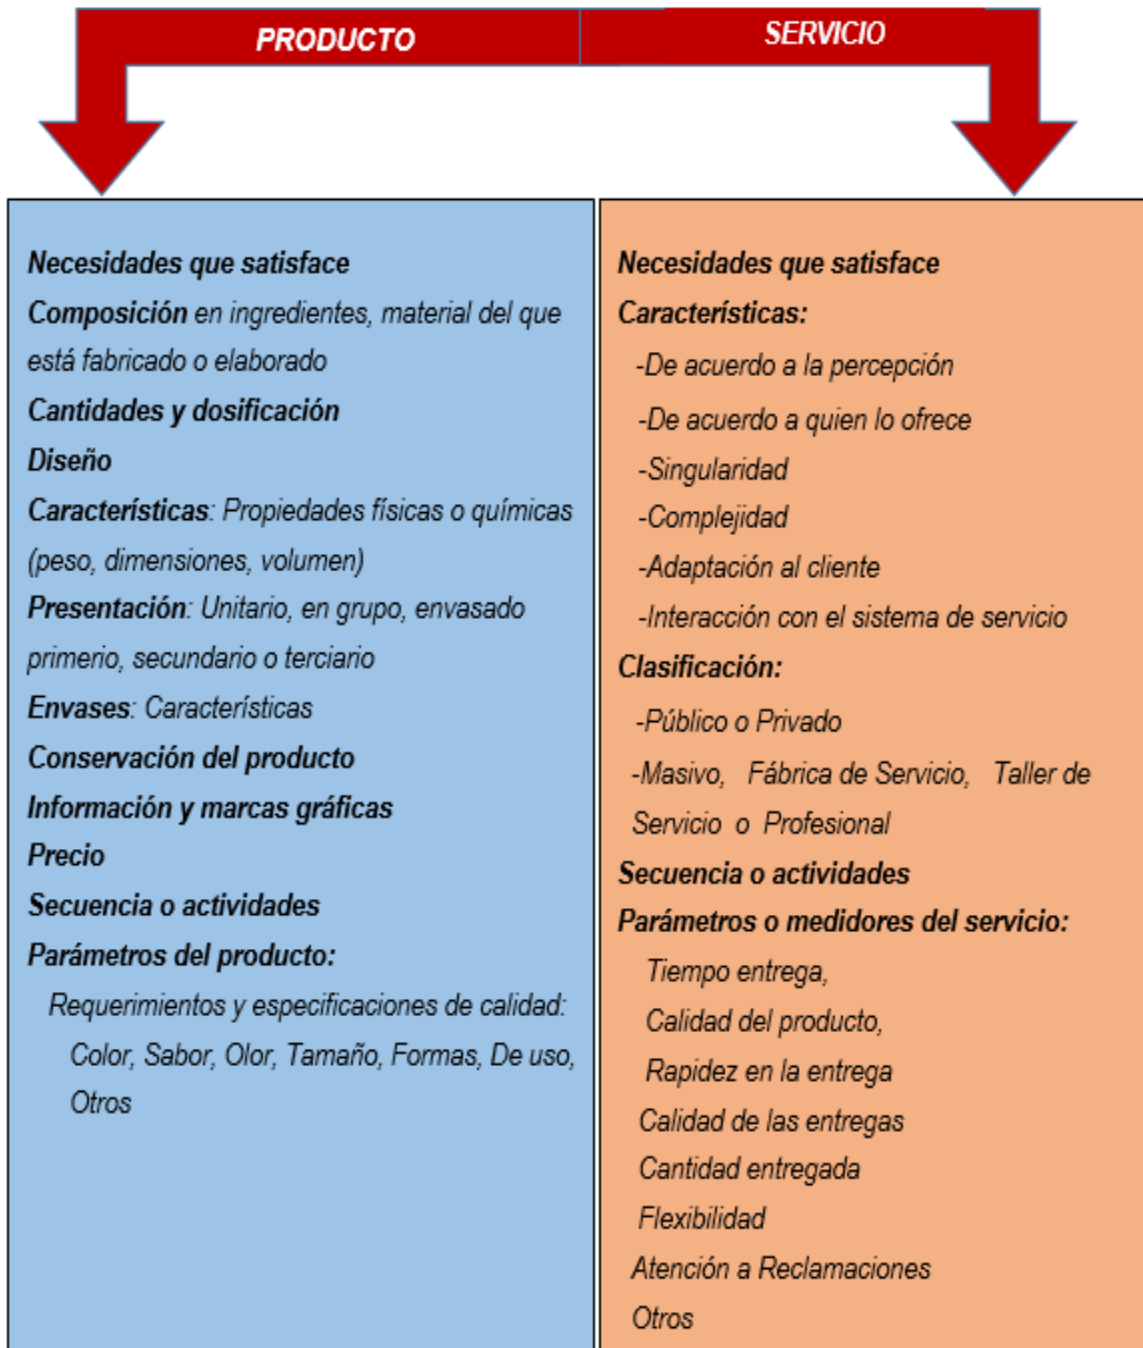 PRODUCTO
SERVICIO
Necesidades que satisface
Composición en ingredientes, material del que
está fabricado o elaborado
Cantidades y dosificación
Diseño
Características: Propiedades físicas o químicas
(peso, dimensiones, volumen)
Presentación: Unitario, en grupo, envasado
primerio, secundario o terciario
Envases: Características
Conservación del producto
Información y marcas gráficas
Precio
Secuencia o actividades
Parámetros del producto:
Requerimientos y especificaciones de calidad:
Color, Sabor, Olor, Tamaño, Formas, De uso,
Otros
Necesidades que satisface
Características:
-De acuerdo a la percepción
-De acuerdo a quien lo ofrece
-Singularidad
-Complejidad
-Adaptación al cliente
-Interacción con el sistema de servicio
Clasificación:
-Público o Privado
-Masivo, Fábrica de Servicio, Taller de
Servicio o Profesional
Secuencia o actividades
Parámetros o medidores del servicio:
Tiempo entrega,
Calidad del producto,
Rapidez en la entrega
Calidad de las entregas
Cantidad entregada
Flexibilidad
Atención a Reclamaciones
Otros